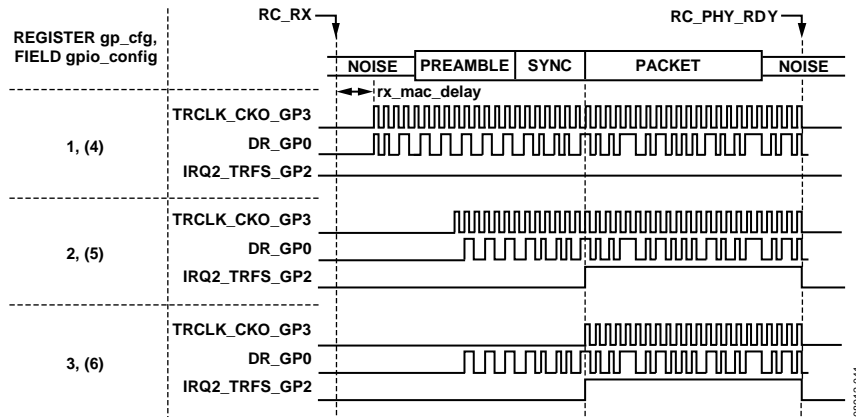 RC_RX
RC_PHY_RDY
REGISTER gp_cfg,
FIELD gpio_config
NOISE PREAMBLE SYNC PACKET NOISE
rx_mac_delay
TRCLK_CKO_GP3
1, (4)
DR_GP0
IRQ2_TRFS_GP2
TRCLK_CKO_GP3
2, (5)
DR_GP0
IRQ2_TRFS_GP2
TRCLK_CKO_GP3
3, (6)
DR_GP0
IRQ2_TRFS_GP2